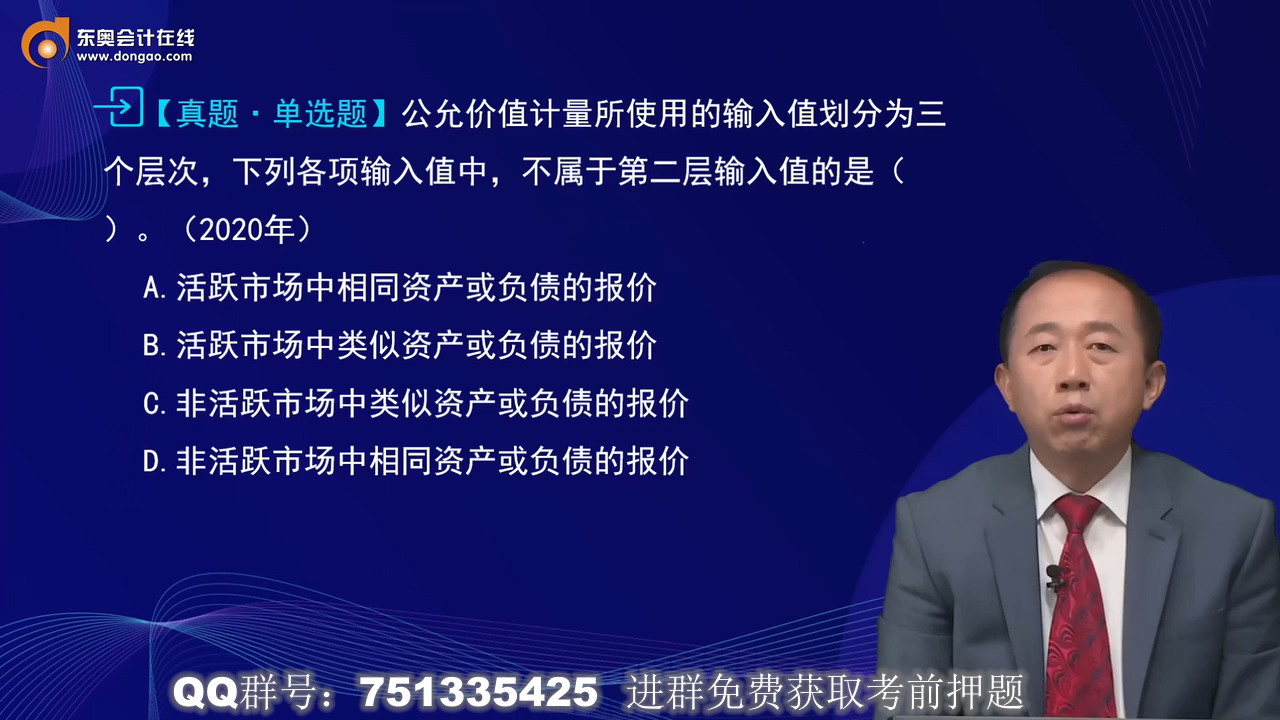 东奥会计在线
www.dongao.com
【真题·单选题】公允价值计量所使用的输入值划分为三
个层次，下列各项输入值中，不属于第二层输入值的是（
）。（2020年）
A.活跃市场中相同资产或负债的报价
B.活跃市场中类似资产或负债的报价
C.非活跃市场中类似资产或负债的报价
D.非活跃市场中相同资产或负债的报价
QQ群号：751335425 进群免费获取考前押题